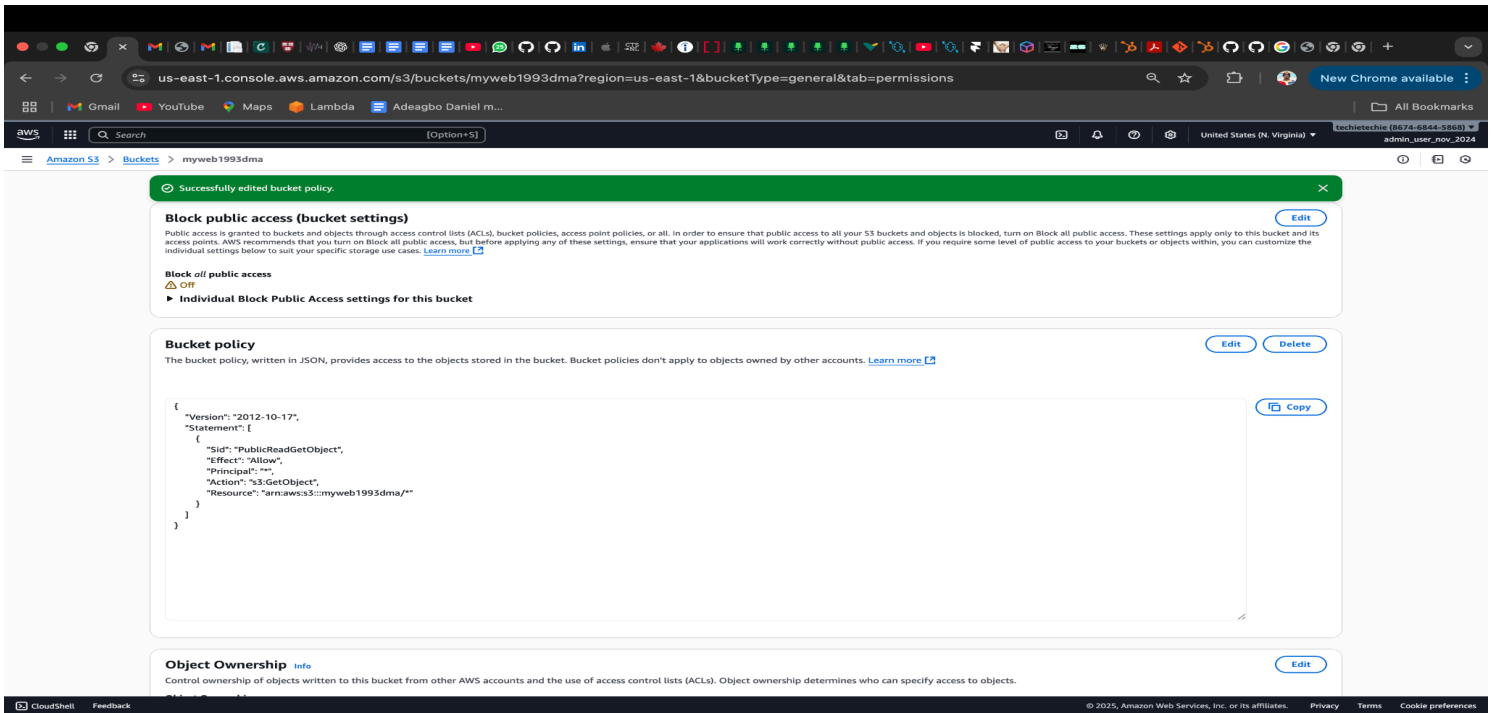 us-east-1.console.aws.amazon.com/s3/buckets/myweb1993dma?region=us-east-1&bucketType=general&tab=permissions
New Chrome available
Gmail
YouTube
Maps
Lambda
Adeagbo Daniel m...
All Bookmarks
aws
Search
[Option+S]
United States (N. Virginia)
techietechie (8674-6844-5868)
admin_user_nov_2024
Amazon S3 > Buckets > myweb1993dma
Successfully edited bucket policy.
Block public access (bucket settings)
Edit
Public access is granted to buckets and objects through access control lists (ACLs), bucket policies, access point policies, or all. In order to ensure that public access to all your S3 buckets and objects is blocked, turn on Block all public access. These settings apply only to this bucket and its
access points. AWS recommends that you turn on Block all public access, but before applying any of these settings, ensure that your applications will work correctly without public access. If you require some level of public access to your buckets or objects within, you can customize the
individual settings below to suit your specific storage use cases. Learn more
Block all public access
Off
Individual Block Public Access settings for this bucket
Bucket policy
Edit
Delete
The bucket policy, written in JSON, provides access to the objects stored in the bucket. Bucket policies don't apply to objects owned by other accounts. Learn more
Copy
{
"Version": "2012-10-17",
"Statement": [
{
"Sid": "PublicReadGetObject",
"Effect": "Allow",
"Principal": "*",
"Action": "s3:GetObject",
"Resource": "arn:aws:s3:::myweb1993dma/*"
}
]
}
Object Ownership Info
Edit
Control ownership of objects written to this bucket from other AWS accounts and the use of access control lists (ACLs). Object ownership determines who can specify access to objects.
CloudShell
Feedback
© 2025, Amazon Web Services, Inc. or its affiliates.
Privacy
Terms
Cookie preferences